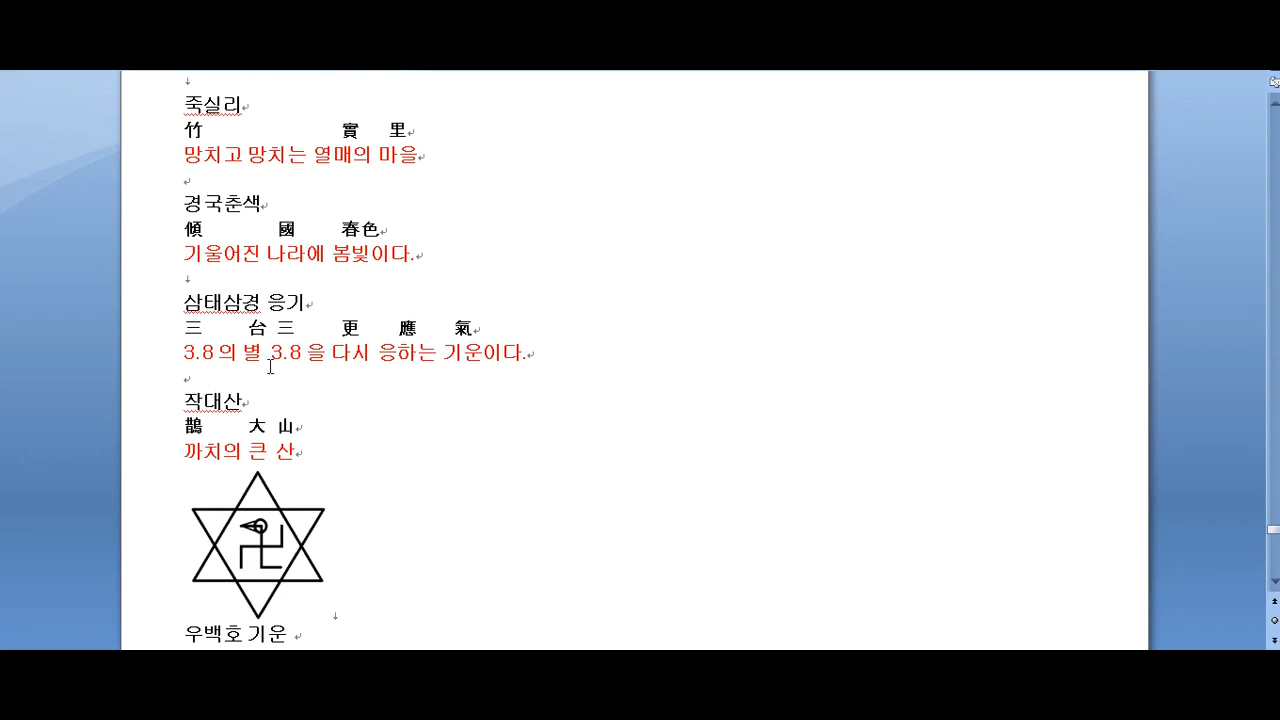 죽실리
竹 實 里
망치고 망치는 열매의 마을
경국춘색
傾 國 春色
기울어진 나라에 봄빛이다.
삼태삼경 응기
三 台 三 更 應 氣
3.8의 별 3.8을 다시 응하는 기운이다.
작대산
鵲 大 山
까치의 큰 산
우백호 기운